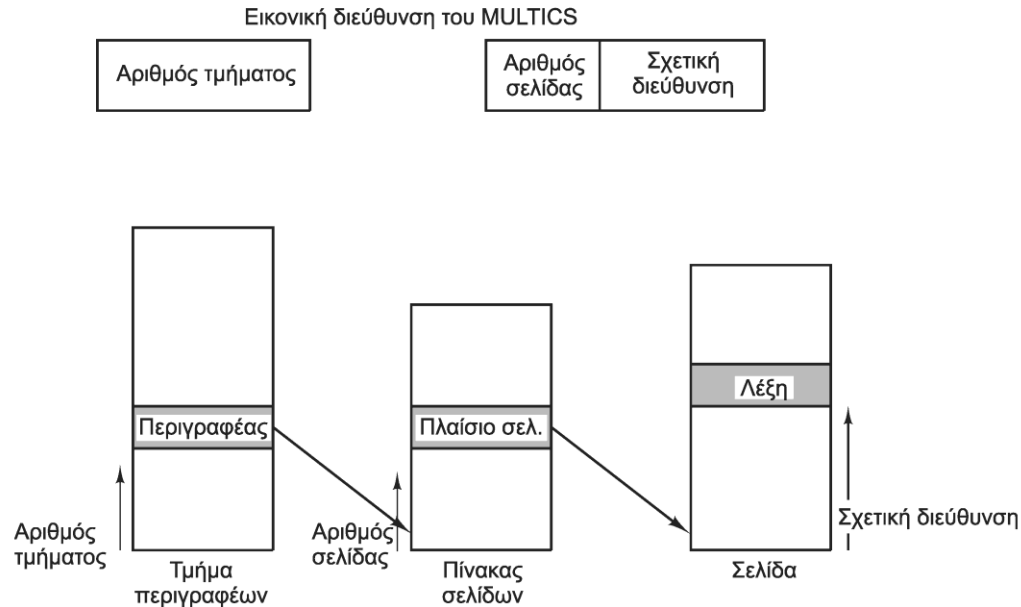 Εικονική διεύθυνση του MULTICS
Αριθμός τμήματος
Αριθμός
σελίδας
Σχετική
διεύθυνση
Περιγραφέας
Πλαίσιο σελ.
Λέξη
Αριθμός
τμήματος
Αριθμός
σελίδας
Σχετική διεύθυνση
Τμήμα
περιγραφέων
Πίνακας
σελίδων
Σελίδα